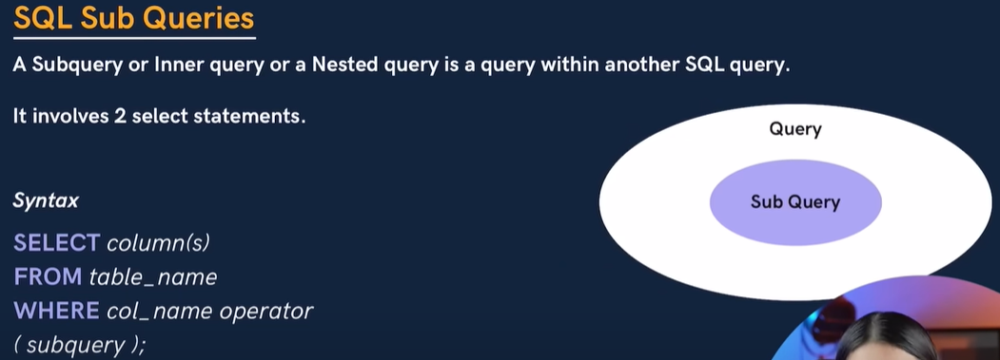 SQL Sub Queries
A Subquery or Inner query or a Nested query is a query within another SQL query.
It involves 2 select statements.
Query
Sub Query
Syntax
SELECT column(s)
FROM table_name
WHERE col_name operator
( subquery );